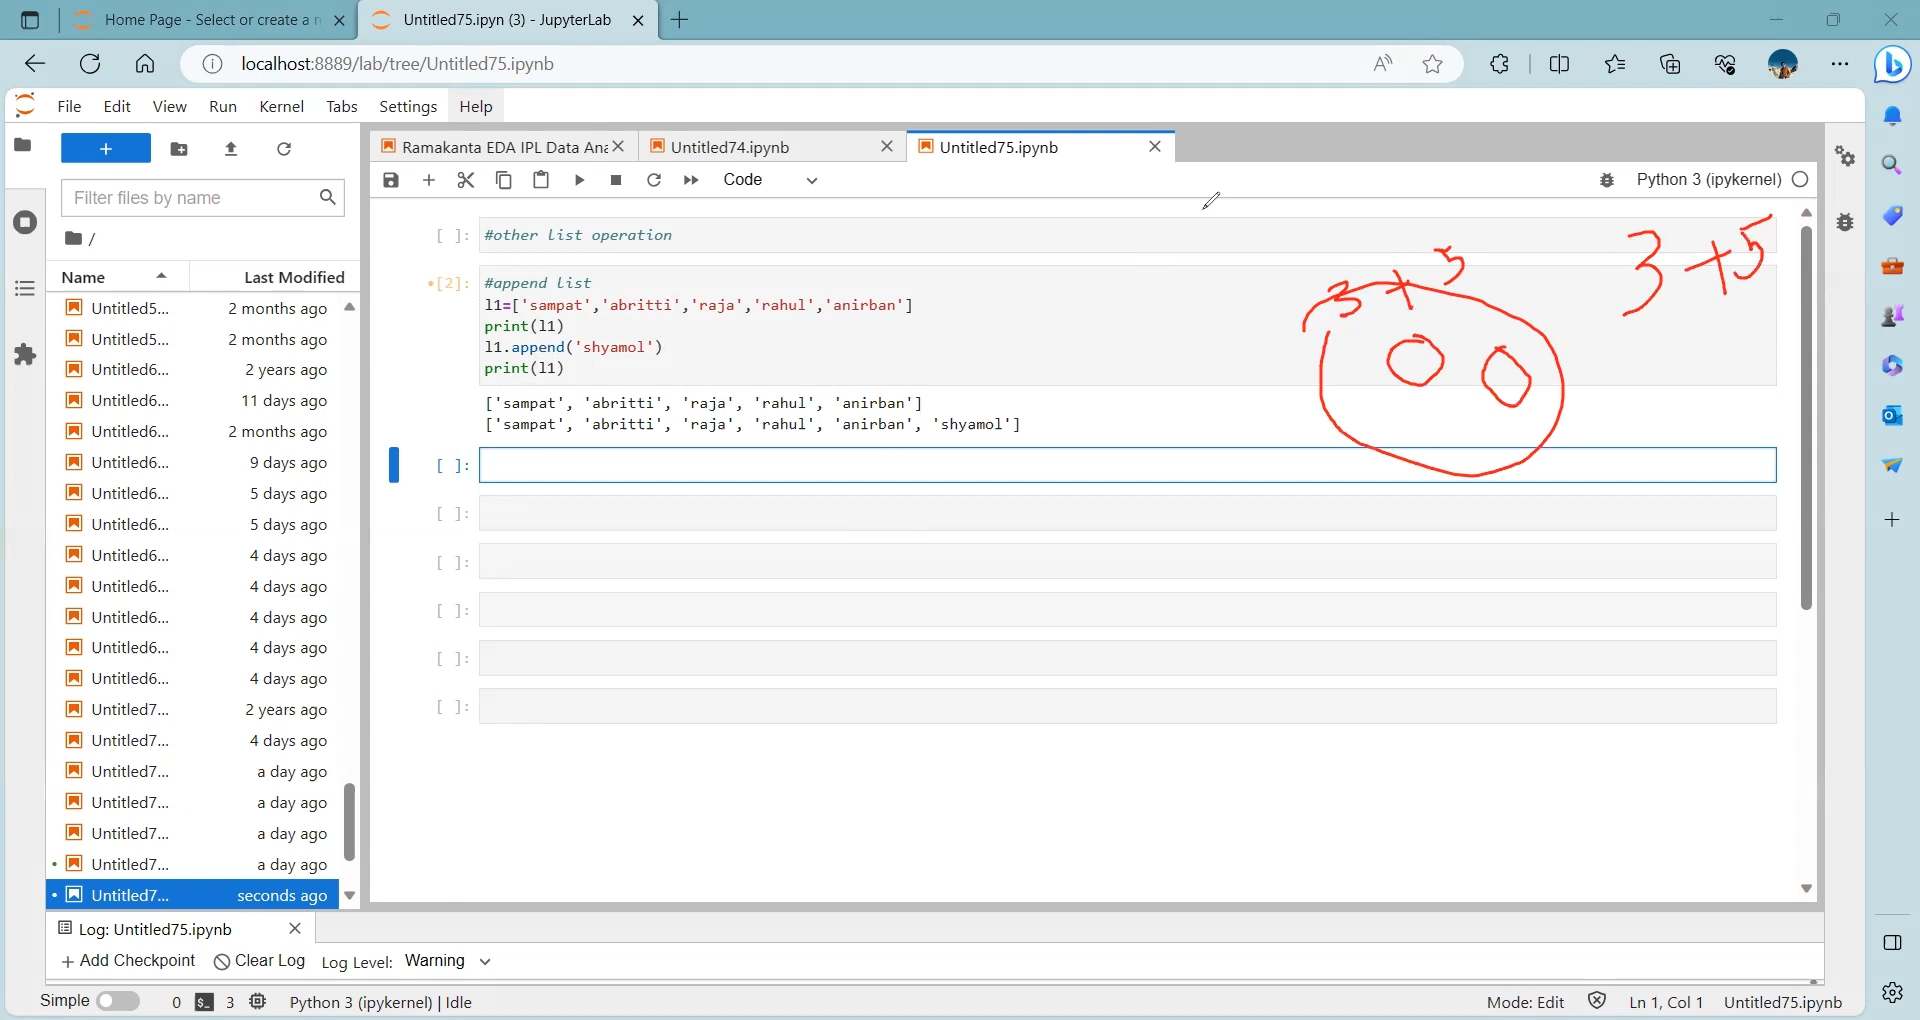 Home Page - Select or create a n
Untitled75.ipyn (3) - JupyterLab
localhost:8889/lab/tree/Untitled75.ipynb
File Edit View Run Kernel Tabs Settings Help
Ramakanta EDA IPL Data Ana
Untitled74.ipynb
Untitled75.ipynb
Code
Python 3 (ipykernel)
Filter files by name
/
Name Last Modified
Untitled5... 2 months ago
Untitled5... 2 months ago
Untitled6... 2 years ago
Untitled6... 11 days ago
Untitled6... 2 months ago
Untitled6... 9 days ago
Untitled6... 5 days ago
Untitled6... 5 days ago
Untitled6... 4 days ago
Untitled6... 4 days ago
Untitled6... 4 days ago
Untitled6... 4 days ago
Untitled6... 4 days ago
Untitled7... 2 years ago
Untitled7... 4 days ago
Untitled7... a day ago
Untitled7... a day ago
Untitled7... a day ago
Untitled7... a day ago
Untitled7... seconds ago
[ ]: #other list operation
[2]: #append list
l1=['sampat','abritti','raja','rahul','anirban']
print(l1)
l1.append('shyamol')
print(l1)
['sampat', 'abritti', 'raja', 'rahul', 'anirban']
['sampat', 'abritti', 'raja', 'rahul', 'anirban', 'shyamol']
[ ]:
[ ]:
[ ]:
[ ]:
[ ]:
[ ]:
3 + 5
3 + 5
Log: Untitled75.ipynb
+ Add Checkpoint Clear Log Log Level: Warning
Simple 0 3 Python 3 (ipykernel) | Idle
Mode: Edit Ln 1, Col 1 Untitled75.ipynb